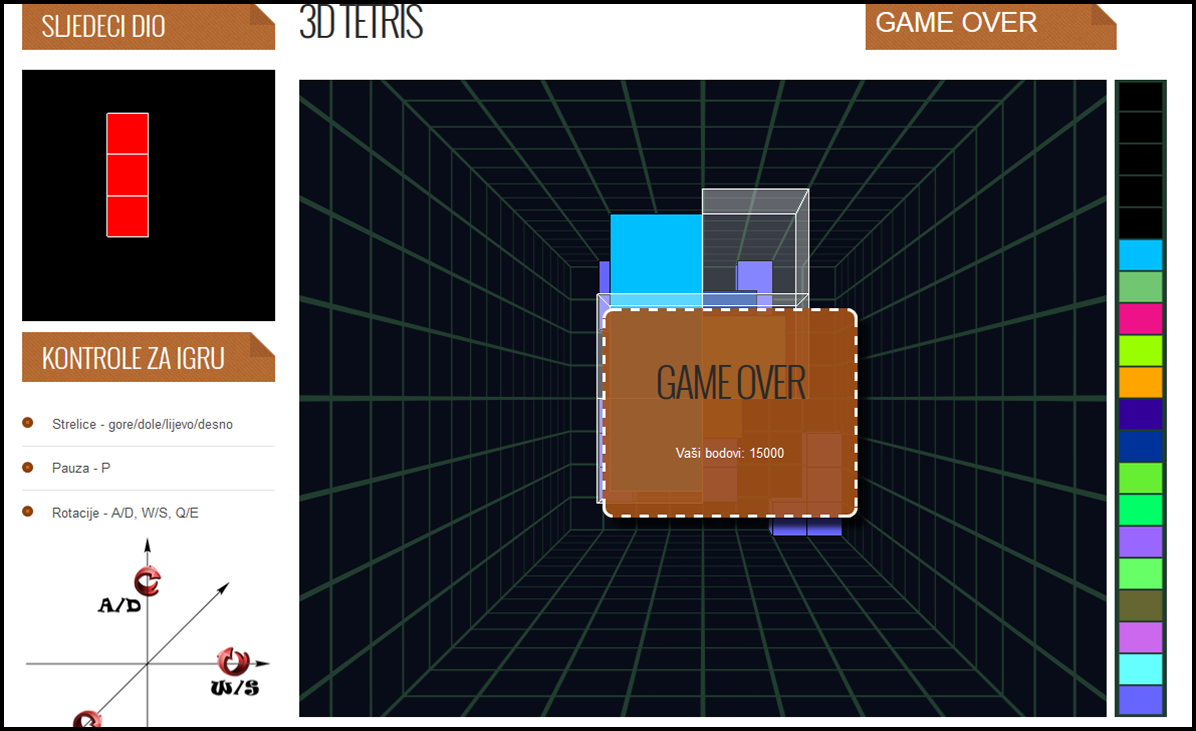 SLJEDECI DIO
3D TETRIS
GAME OVER
KONTROLE ZA IGRU
Strelice - gore/dole/lijevo/desno
Pauza - P
Rotacije - A/D, W/S, Q/E
A/D
W/S
GAME OVER
Vaši bodovi: 15000